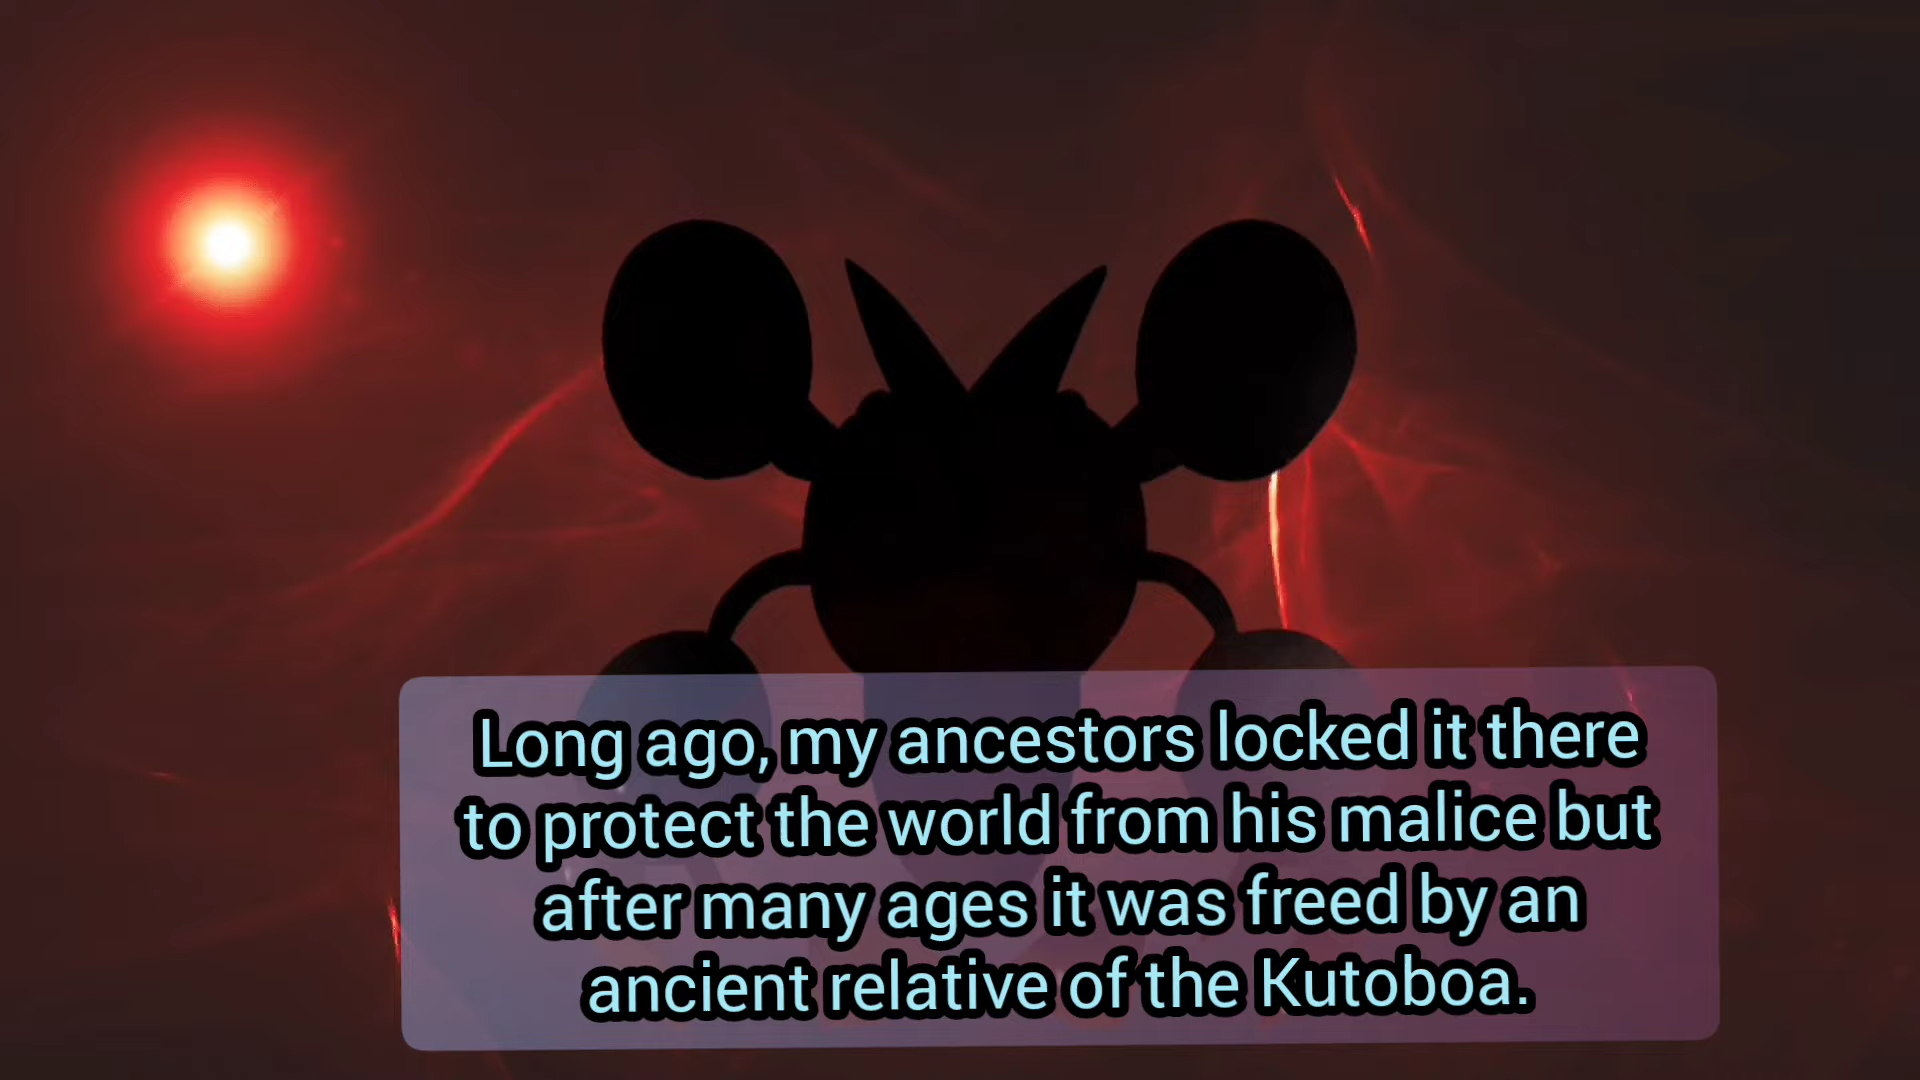 Long ago, my ancestors locked it there
to protect the world from his malice but
after many ages it was freed by an
ancient relative of the Kutoboa.